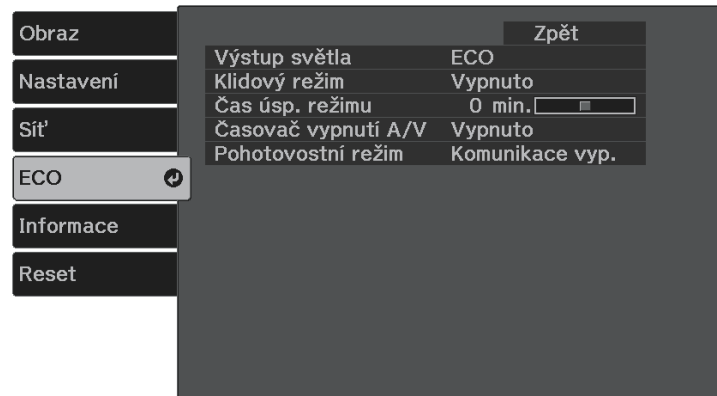 Obraz
Nastavení
Síť
ECO
Informace
Reset
Zpět
Výstup světla ECO
Klidový režim Vypnuto
Čas úsp. režimu 0 min.
Časovač vypnutí A/V Vypnuto
Pohotovostní režim Komunikace vyp.